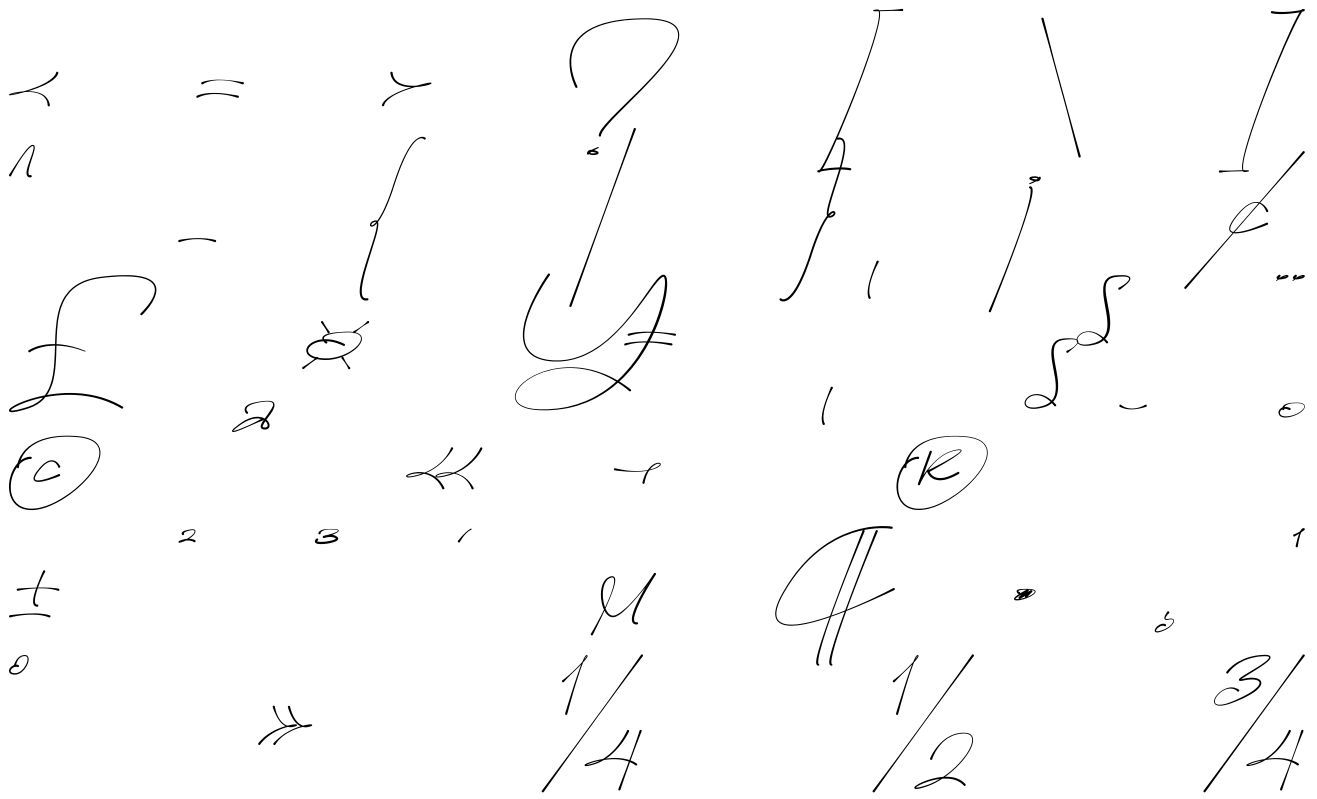 < = > ? [ \ ]
^ _ { | } ¡ ¢
£ ¤ ¥ ¦ § ¨
© ª « ¬ ® ¯ °
± ² ³ ´ µ ¶ · ¸ ¹
º » ¼ ½ ¾